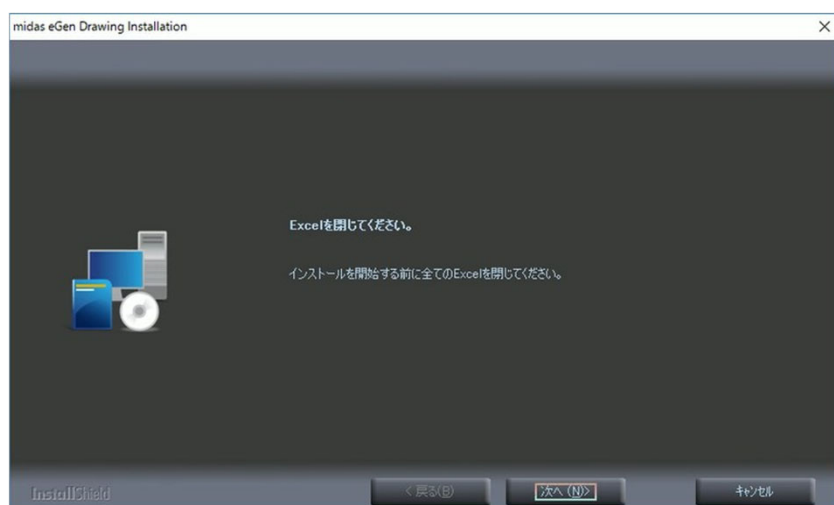 midas eGen Drawing Installation
Excelを閉じてください。
インストールを開始する前に全てのExcelを閉じてください。
InstallShield
< 戻る(B)
次へ (N)>
キャンセル